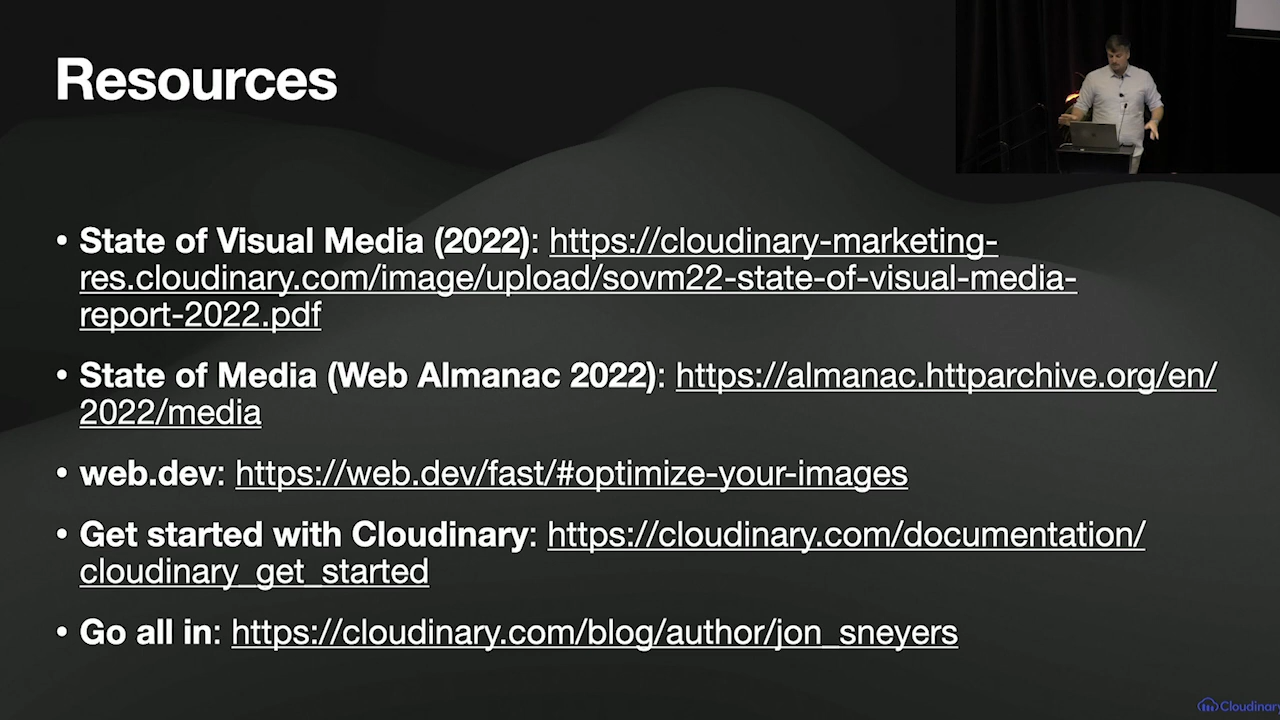 Resources
• State of Visual Media (2022): https://cloudinary-marketing-
res.cloudinary.com/image/upload/sovm22-state-of-visual-media-
report-2022.pdf
• State of Media (Web Almanac 2022): https://almanac.httparchive.org/en/
2022/media
• web.dev: https://web.dev/fast/#optimize-your-images
• Get started with Cloudinary: https://cloudinary.com/documentation/
cloudinary_get_started
• Go all in: https://cloudinary.com/blog/author/jon_sneyers
Cloudinary